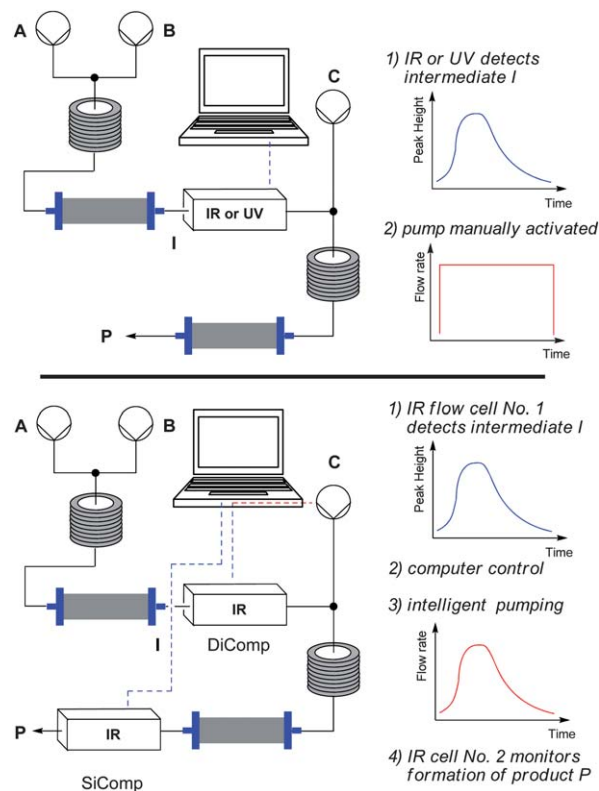 A
B
C
I
IR or UV
P
1) IR or UV detects
intermediate I
Peak Height
Time
2) pump manually activated
Flow rate
Time
A
B
C
I
IR
DiComp
P
IR
SiComp
1) IR flow cell No. 1
detects intermediate I
Peak Height
Time
2) computer control
3) intelligent pumping
Flow rate
Time
4) IR cell No. 2 monitors
formation of product P